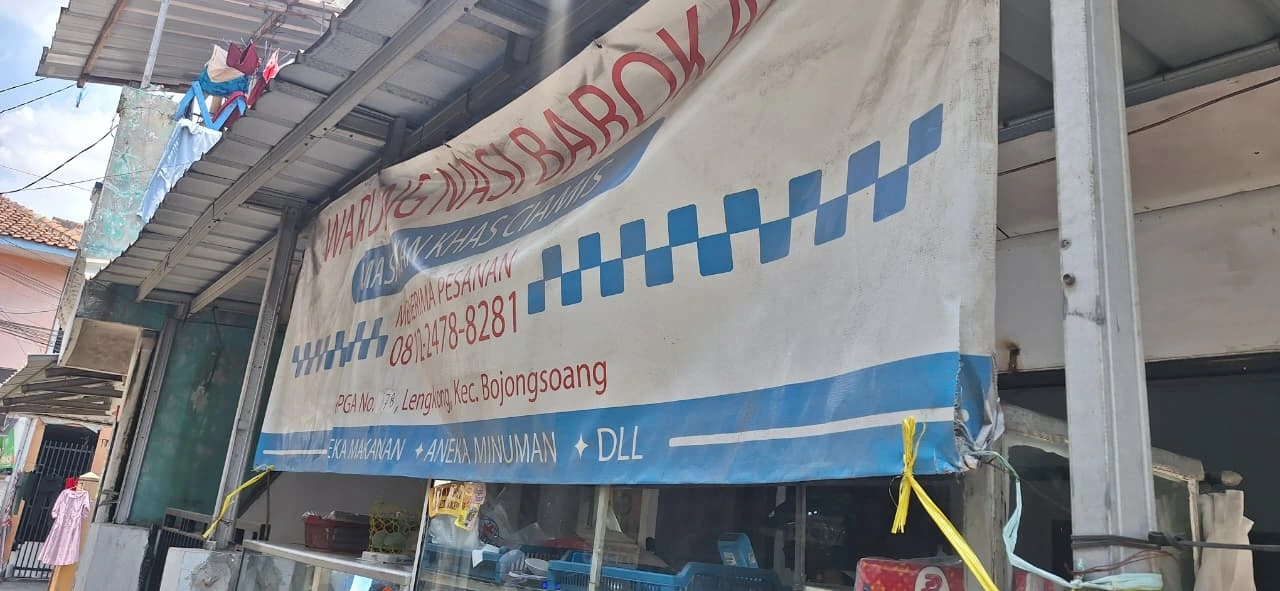 WARUNG NASI BAROKAH
MASAKAN KHAS CIAMIS
MENERIMA PESANAN
0812-2478-8281
PGA No. 78, Lengkong, Kec. Bojongsoang
EKA MAKANAN ✦ ANEKA MINUMAN ✦ DLL